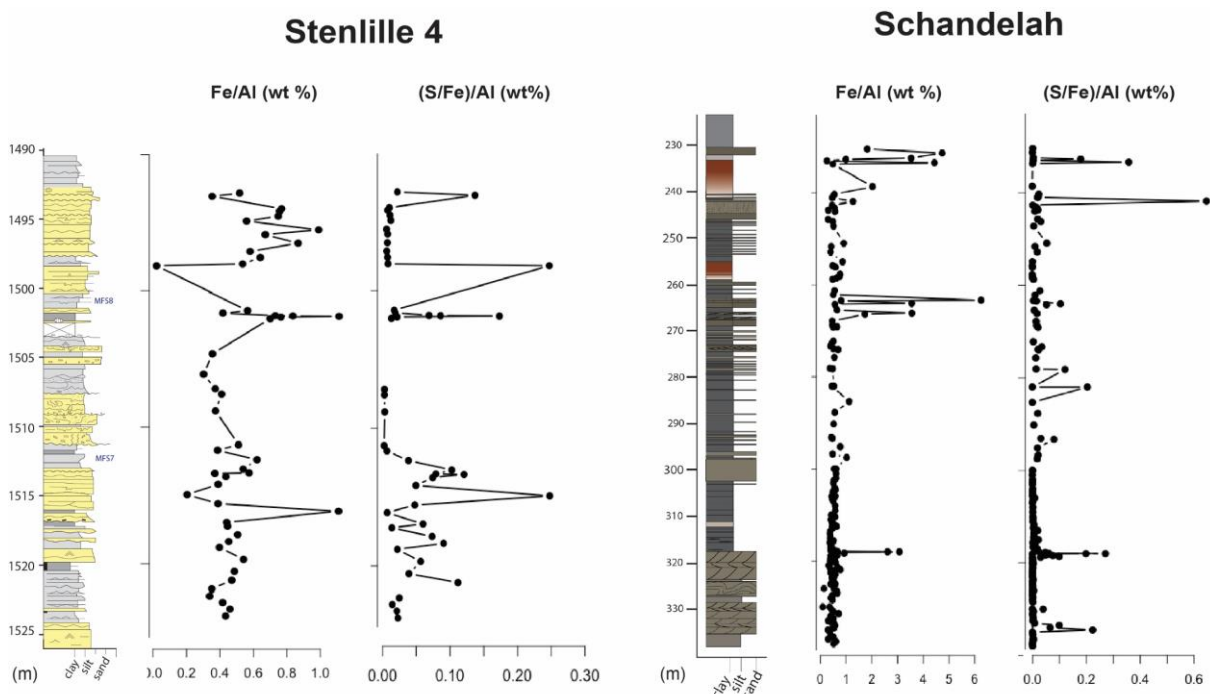 Stenlille 4
Schandelah
Fe/Al (wt %)
(S/Fe)/Al (wt%)
Fe/Al (wt %)
(S/Fe)/Al (wt%)
1490
1495
1500
1505
1510
1515
1520
1525
(m)
MFS8
MFS7
clay
silt
sand
0.0 0.2 0.4 0.6 0.8 1.0
0.00 0.10 0.20 0.30
230
240
250
260
270
280
290
300
310
320
330
(m)
clay
silt
sand
0 1 2 3 4 5 6
0.0 0.2 0.4 0.6